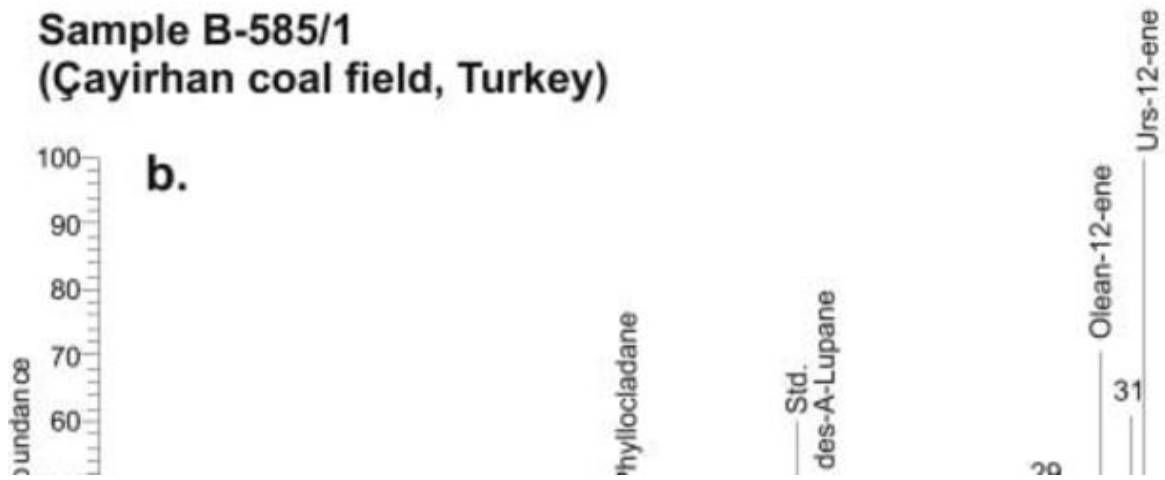 Sample B-585/1
(Çayirhan coal field, Turkey)
b.
100
90
80
70
60
Std.
des-A-Lupane
Olean-12-ene
31
Urs-12-ene